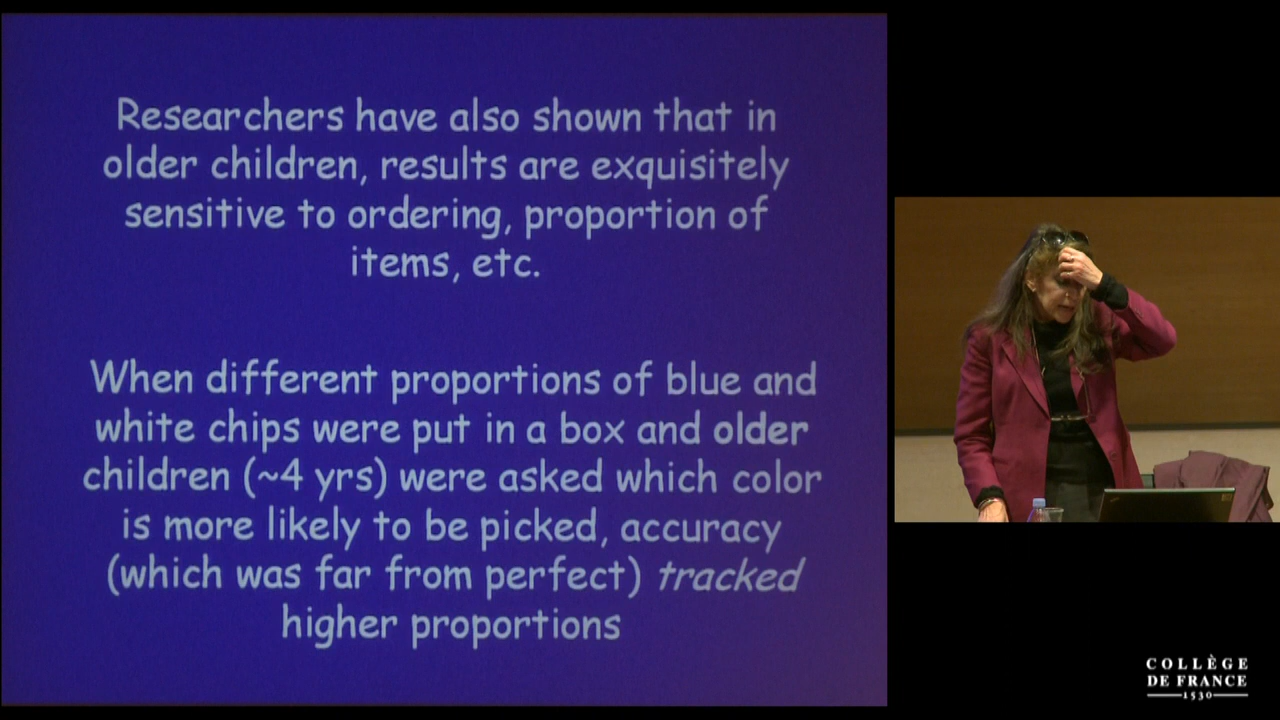 Researchers have also shown that in
older children, results are exquisitely
sensitive to ordering, proportion of
items, etc.
When different proportions of blue and
white chips were put in a box and older
children (~4 yrs) were asked which color
is more likely to be picked, accuracy
(which was far from perfect) tracked
higher proportions
COLLÈGE
DE FRANCE
1530